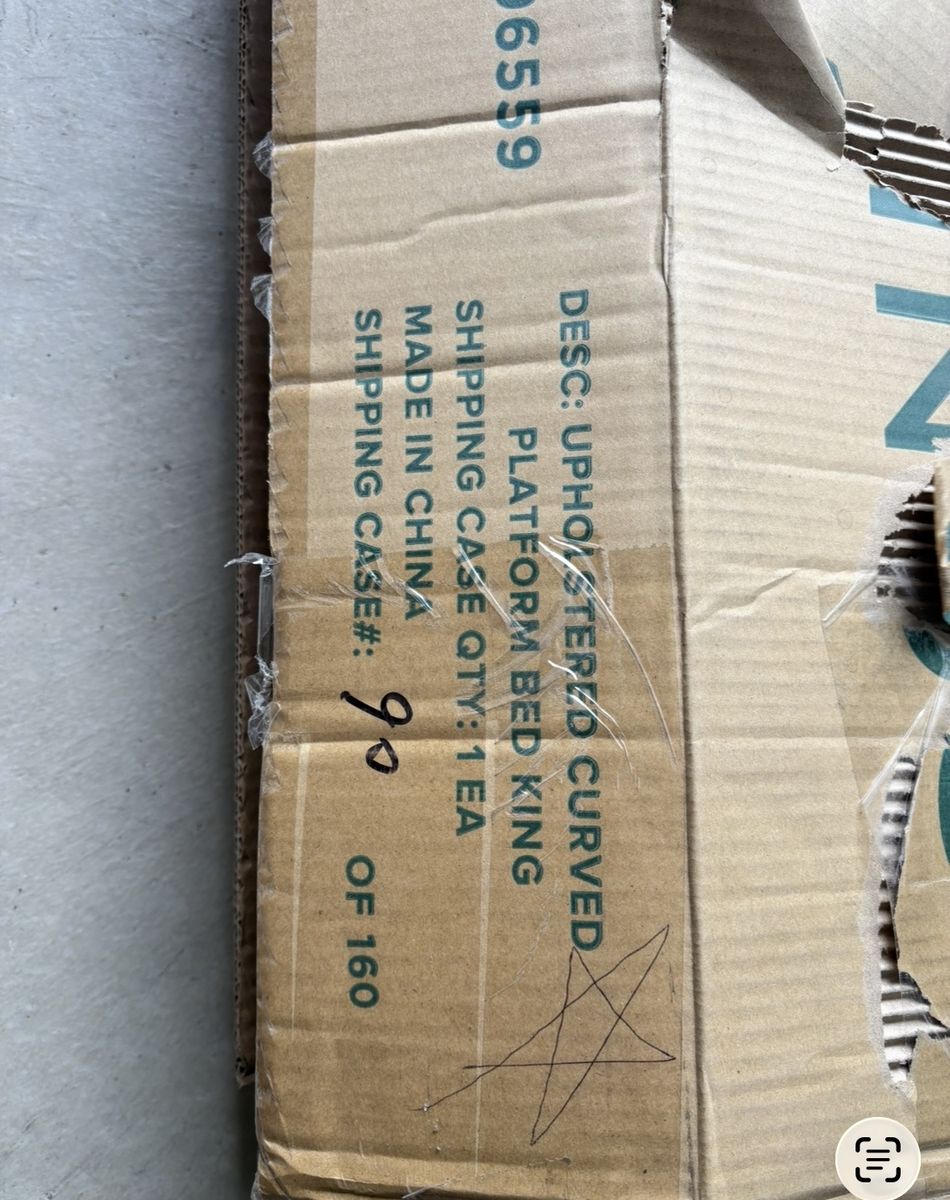 06559
DESC: UPHOLSTERED CURVED
PLATFORM BED KING
SHIPPING CASE QTY: 1 EA
MADE IN CHINA
SHIPPING CASE#: 90 OF 160